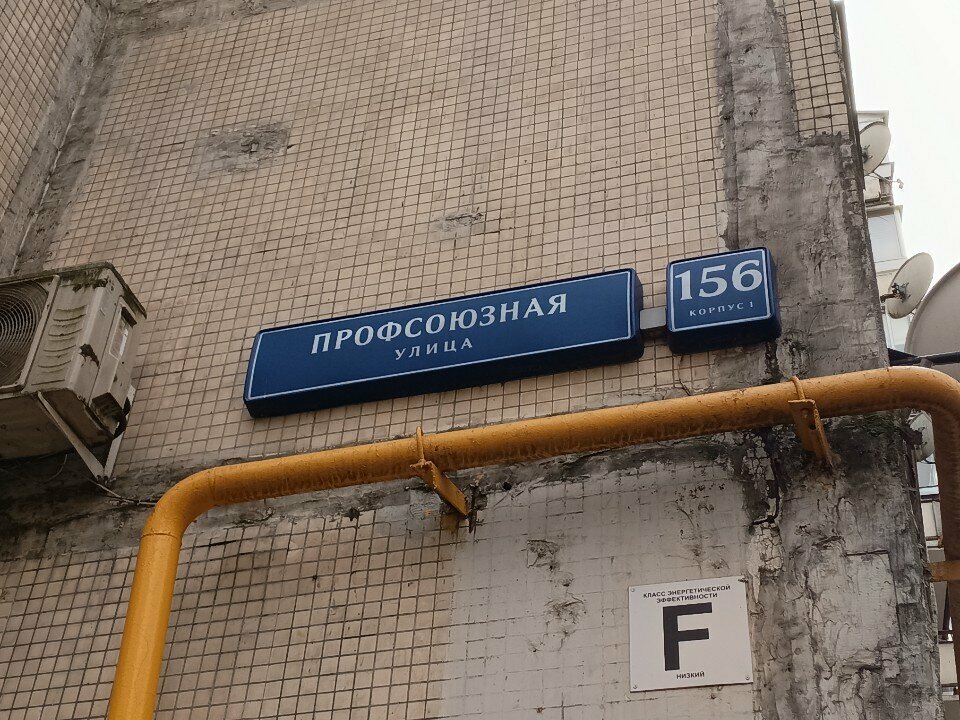 ПРОФСОЮЗНАЯ
УЛИЦА
156
КОРПУС 1
КЛАСС ЭНЕРГЕТИЧЕСКОЙ
ЭФФЕКТИВНОСТИ
F
НИЗКИЙ